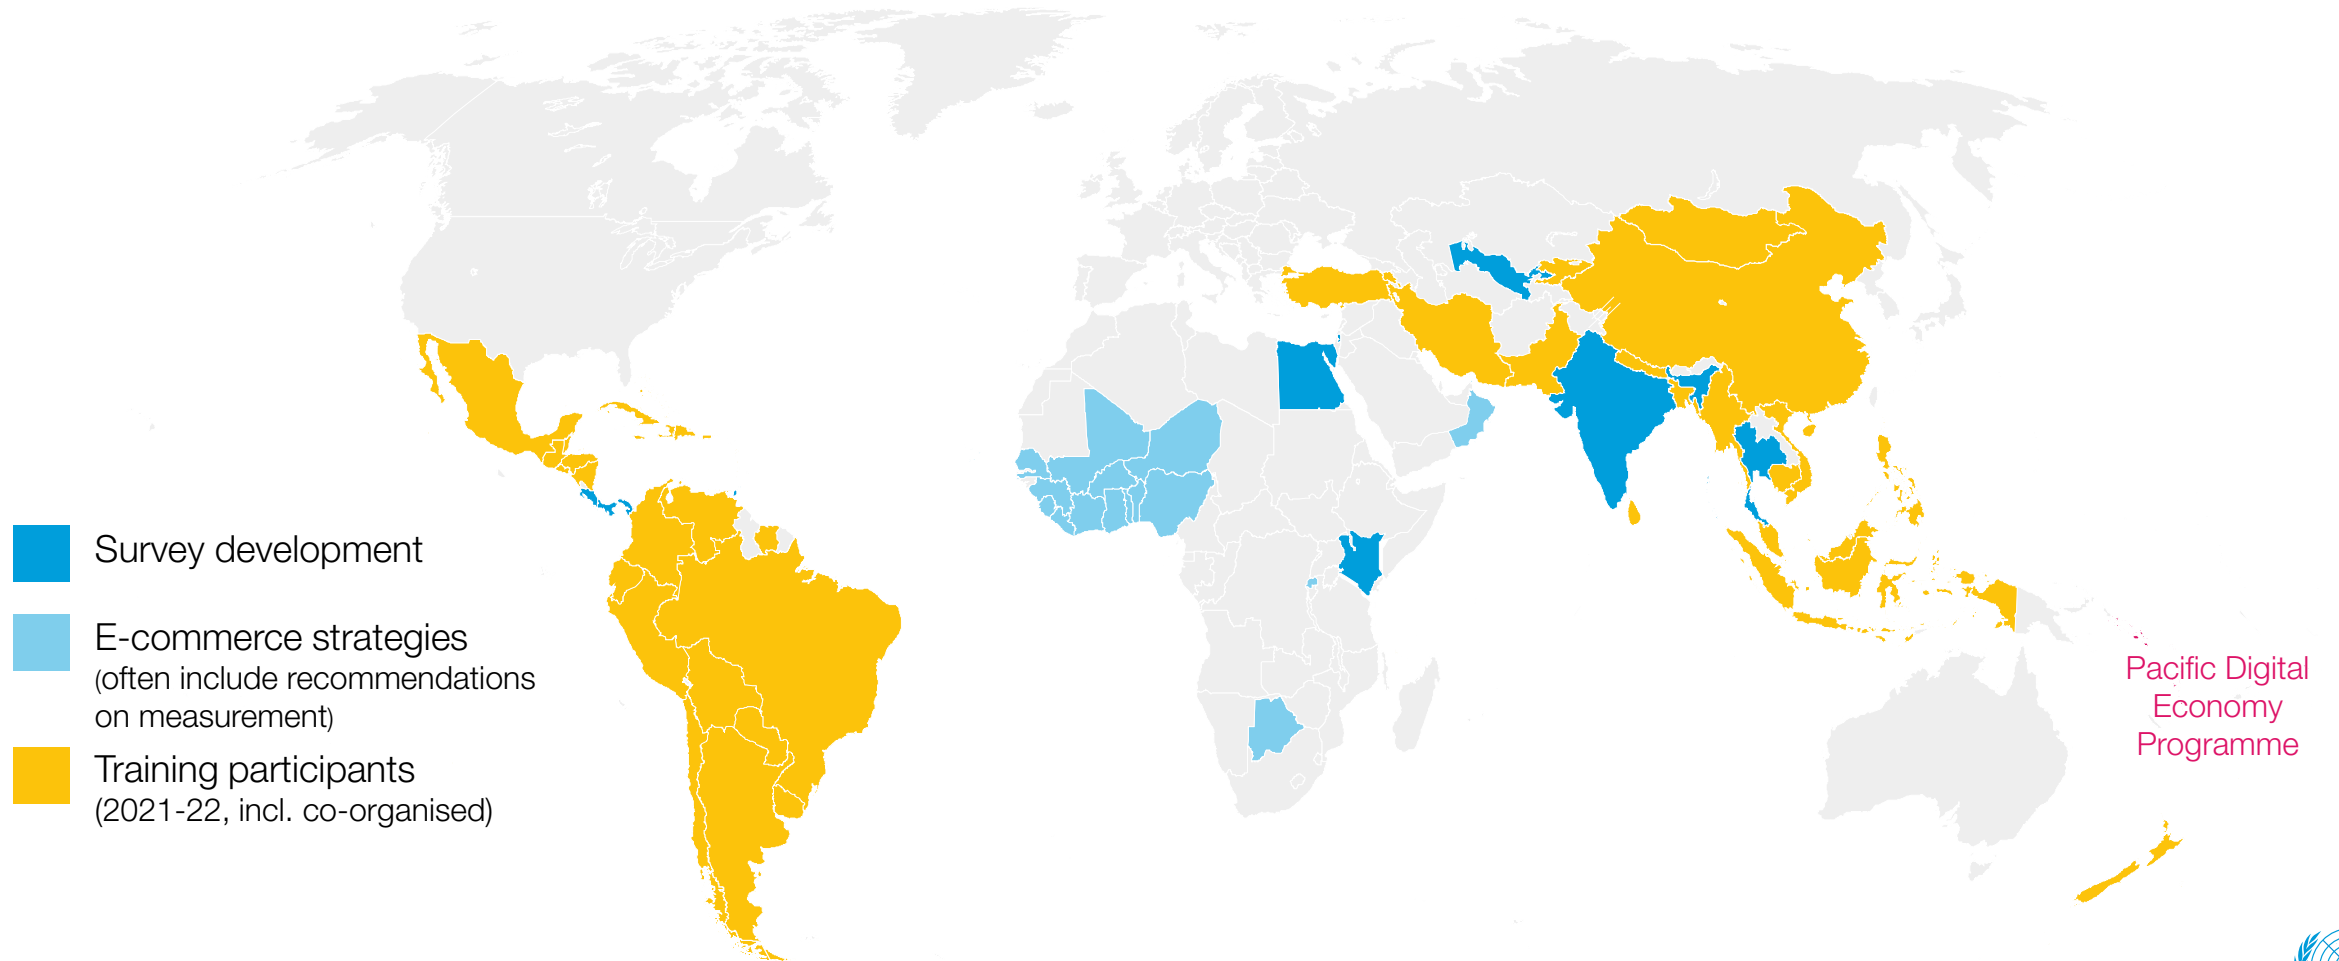 Survey development
E-commerce strategies
(often include recommendations
on measurement)
Training participants
(2021-22, incl. co-organised)
Pacific Digital
Economy
Programme